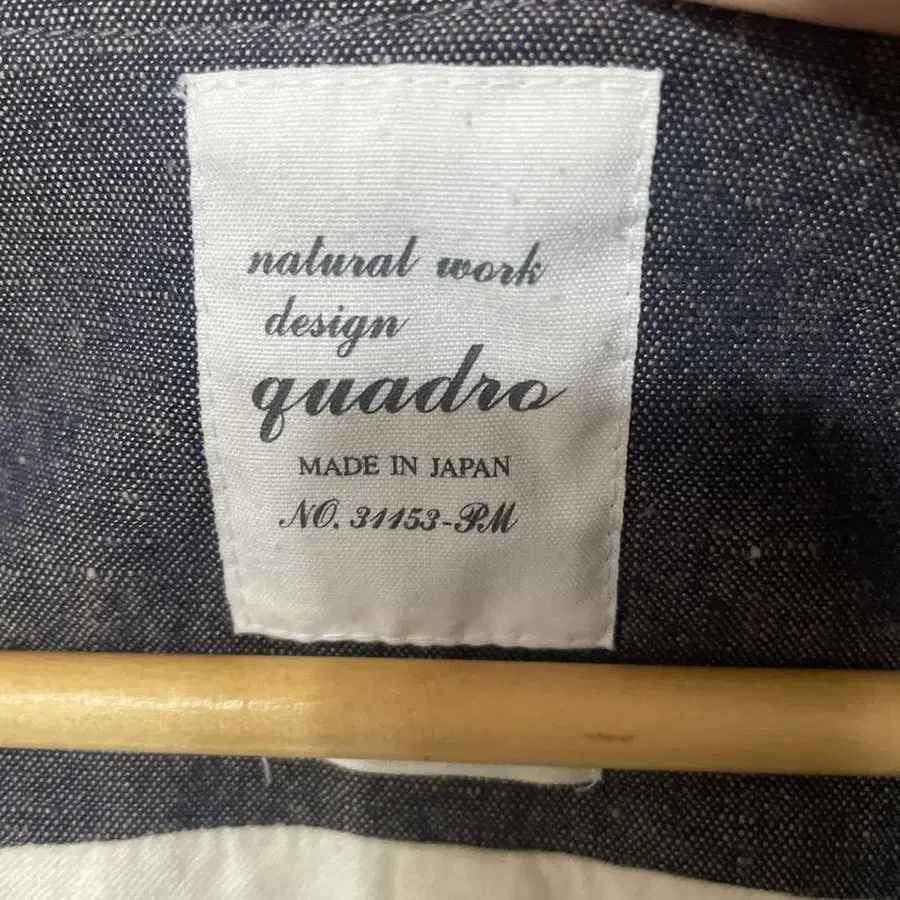 natural work
design
quadro
MADE IN JAPAN
NO. 31153-PM